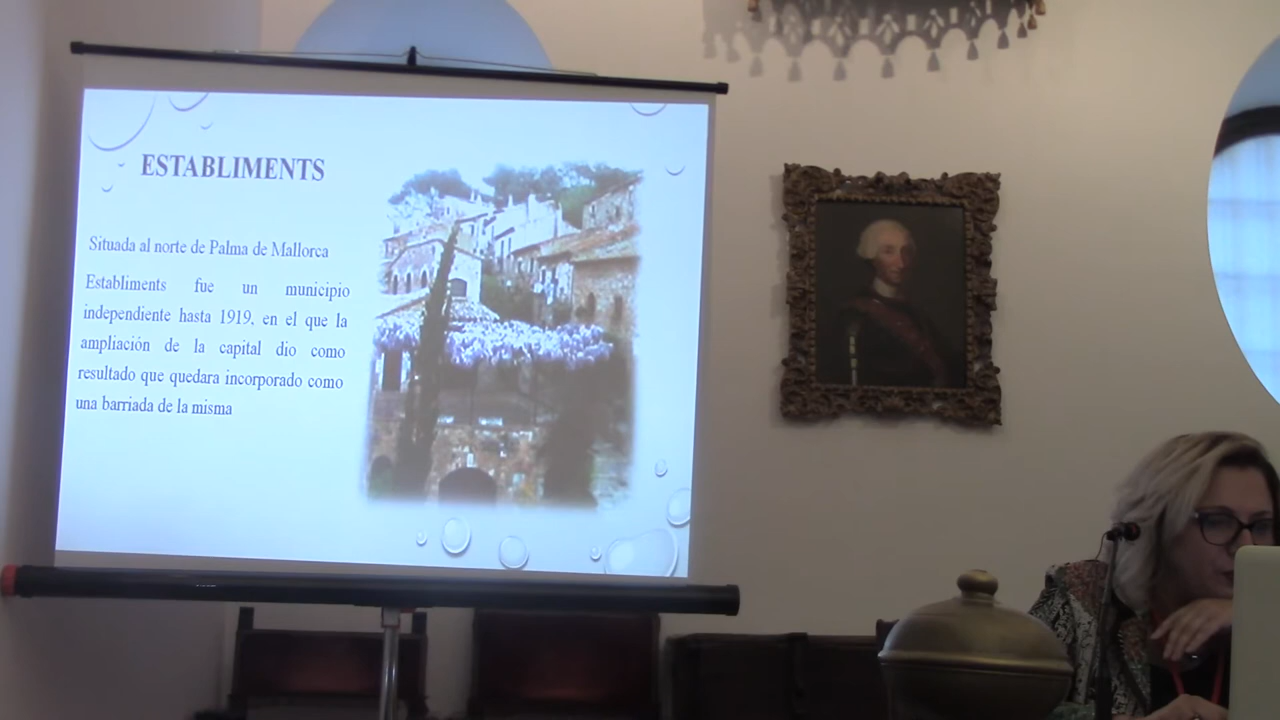 ESTABLIMENTS
Situada al norte de Palma de Mallorca
Establiments fue un municipio
independiente hasta 1919, en el que la
ampliación de la capital dio como
resultado que quedara incorporado como
una barriada de la misma